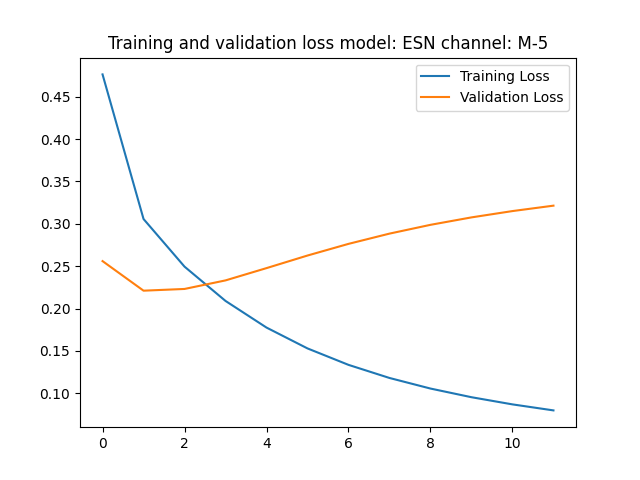 Training and validation loss model: ESN channel: M-5
Training Loss
Validation Loss
0.45
0.40
0.35
0.30
0.25
0.20
0.15
0.10
0 2 4 6 8 10